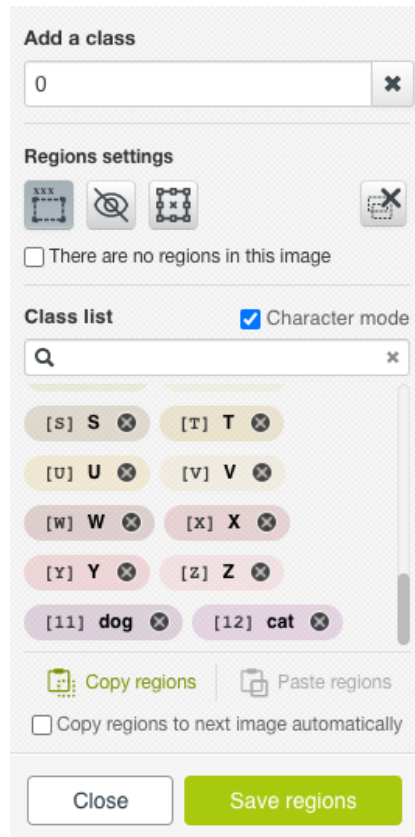 Add a class
0
Regions settings
xxx
There are no regions in this image
Class list Character mode
[S] S [T] T
[U] U [V] V
[W] W [X] X
[Y] Y [Z] Z
[11] dog [12] cat
Copy regions Paste regions
Copy regions to next image automatically
Close Save regions